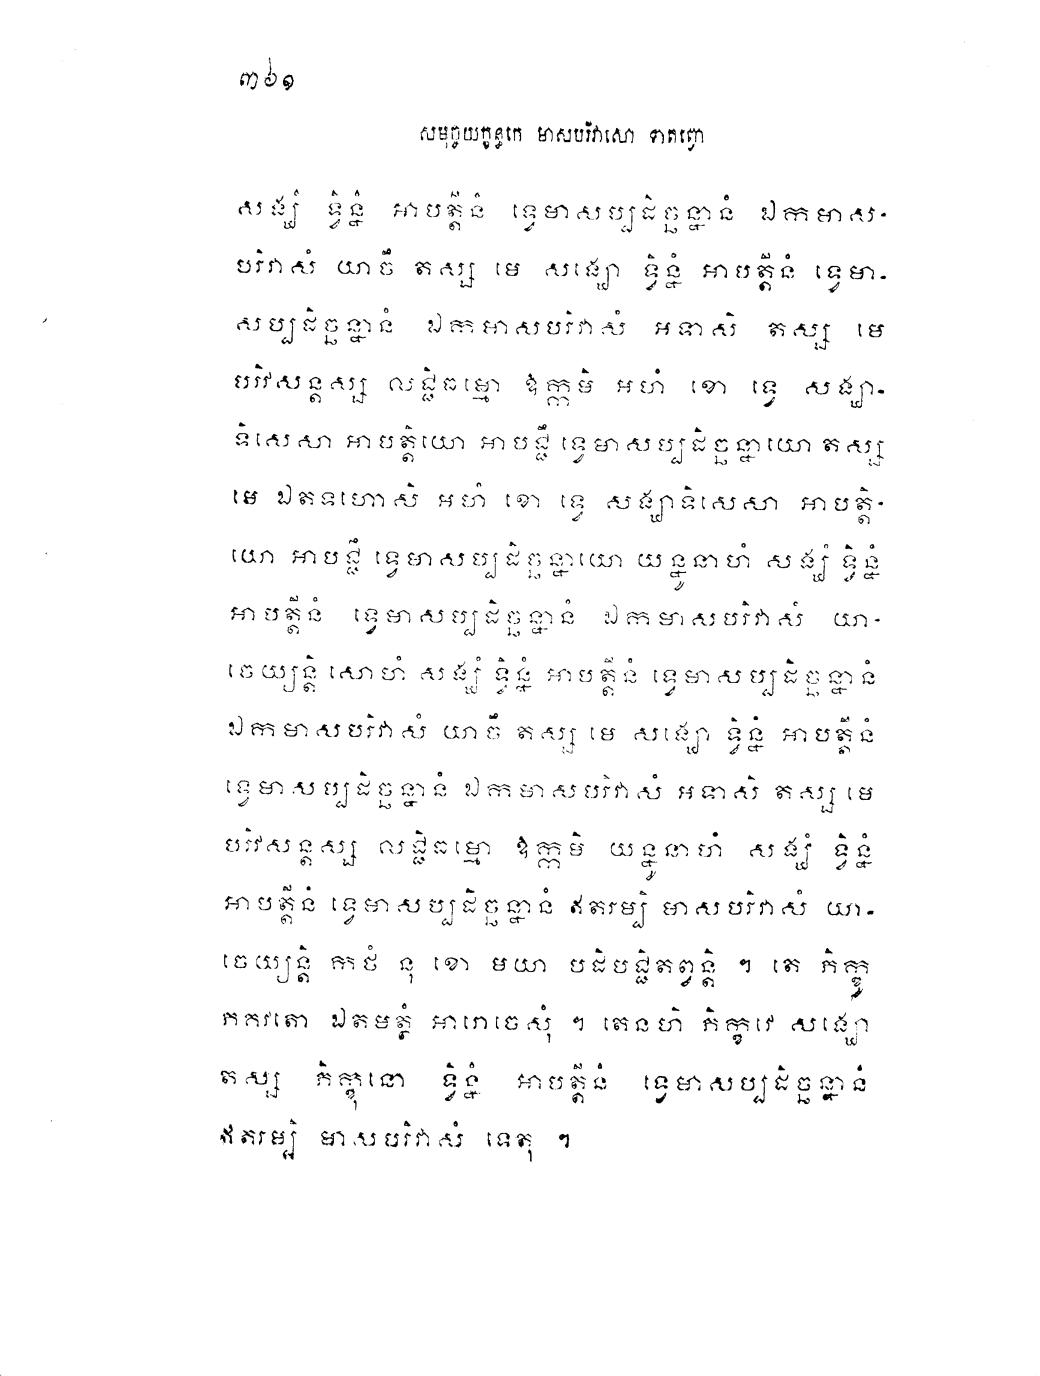 ៣៦១
សមុច្ចយក្ខន្ធកេ មាសបរិវាសោ ទាតព្ពោ
សង្ឃំ ទ្វិន្នំ អាបត្តីនំ ទ្វេមាសប្បដិច្ឆន្នានំ ឯកមាស-
បរិវាសំ យាចឹ តស្ស មេ សង្ឃោ ទ្វិន្នំ អាបត្តីនំ ទ្វេមា-
សប្បដិច្ឆន្នានំ ឯកមាសបរិវាសំ អទាសិ តស្ស មេ
បរិវសន្តស្ស លជ្ជិធម្មោ ឱក្កមិ អហំ ខោ ទ្វេ សង្ឃា-
ទិសេសា អាបត្តិយោ អាបជ្ជឹ ទ្វេមាសប្បដិច្ឆន្នាយោ តស្ស
មេ ឯតទហោសិ អហំ ខោ ទ្វេ សង្ឃាទិសេសា អាបត្តិ-
យោ អាបជ្ជឹ ទ្វេមាសប្បដិច្ឆន្នាយោ យន្នូនាហំ សង្ឃំ ទ្វិន្នំ
អាបត្តីនំ ទ្វេមាសប្បដិច្ឆន្នានំ ឯកមាសបរិវាសំ យា-
ចេយ្យន្តិ សោហំ សង្ឃំ ទ្វិន្នំ អាបត្តីនំ ទ្វេមាសប្បដិច្ឆន្នានំ
ឯកមាសបរិវាសំ យាចឹ តស្ស មេ សង្ឃោ ទ្វិន្នំ អាបត្តីនំ
ទ្វេមាសប្បដិច្ឆន្នានំ ឯកមាសបរិវាសំ អទាសិ តស្ស មេ
បរិវសន្តស្ស លជ្ជិធម្មោ ឱក្កមិ យន្នូនាហំ សង្ឃំ ទ្វិន្នំ
អាបត្តីនំ ទ្វេមាសប្បដិច្ឆន្នានំ ឥតរម្បិ មាសបរិវាសំ យា-
ចេយ្យន្តិ កថំ នុ ខោ មយា បដិបជ្ជិតព្វន្តិ ។ តេ ភិក្ខូ
ភគវតោ ឯតមត្ថំ អារោចេសុំ ។ តេនហិ ភិក្ខវេ សង្ឃោ
តស្ស ភិក្ខុនោ ទ្វិន្នំ អាបត្តីនំ ទ្វេមាសប្បដិច្ឆន្នានំ
ឥតរម្បិ មាសបរិវាសំ ទេតុ ។